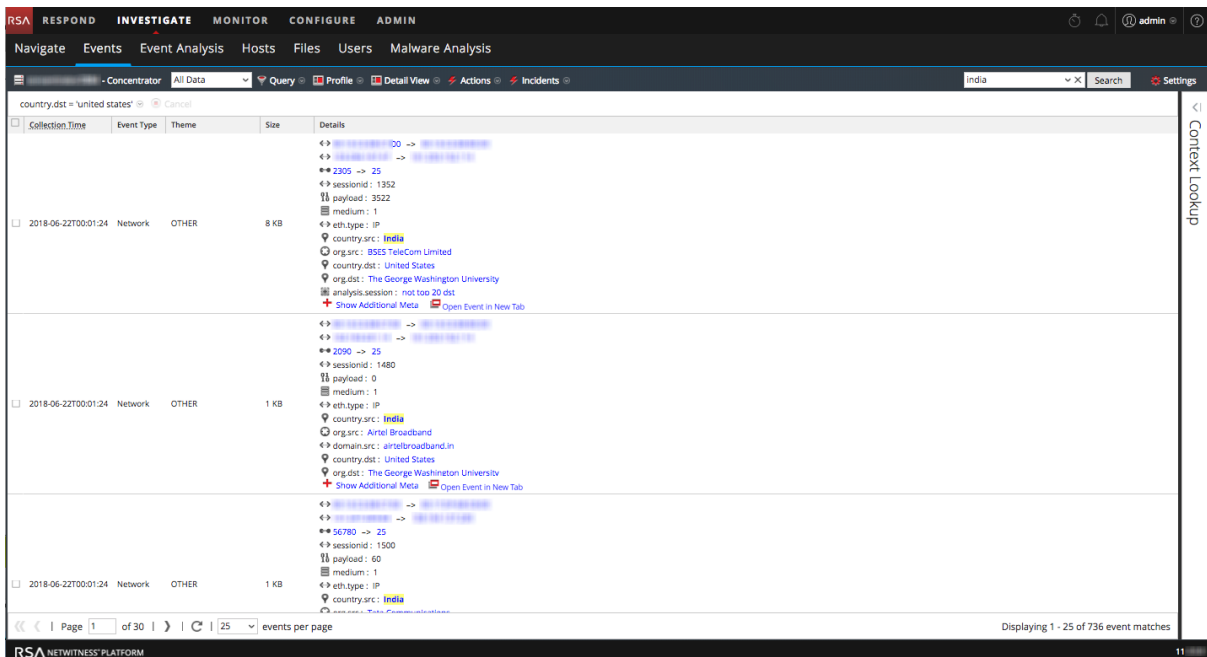 RSA RESPOND INVESTIGATE MONITOR CONFIGURE ADMIN admin
Navigate Events Event Analysis Hosts Files Users Malware Analysis
- Concentrator All Data Query Profile Detail View Actions Incidents india Search Settings
country.dst = 'united states' Cancel
Collection Time Event Type Theme Size Details
Context Lookup
00 ->
->
2305 -> 25
sessionid : 1352
payload : 3522
medium : 1
2018-06-22T00:01:24 Network OTHER 8 KB eth.type : IP
country.src : India
org.src : BSES TeleCom Limited
country.dst : United States
org.dst : The George Washington University
analysis.session : not top 20 dst
Show Additional Meta Open Event in New Tab
->
->
2090 -> 25
sessionid : 1480
payload : 0
medium : 1
2018-06-22T00:01:24 Network OTHER 1 KB eth.type : IP
country.src : India
org.src : Airtel Broadband
domain.src : airtelbroadband.in
country.dst : United States
org.dst : The George Washington University
Show Additional Meta Open Event in New Tab
->
->
56780 -> 25
sessionid : 1500
payload : 60
medium : 1
2018-06-22T00:01:24 Network OTHER 1 KB eth.type : IP
country.src : India
org.src : Tata Communications
Page 1 of 30 25 events per page Displaying 1 - 25 of 736 event matches
RSA NETWITNESS® PLATFORM 11